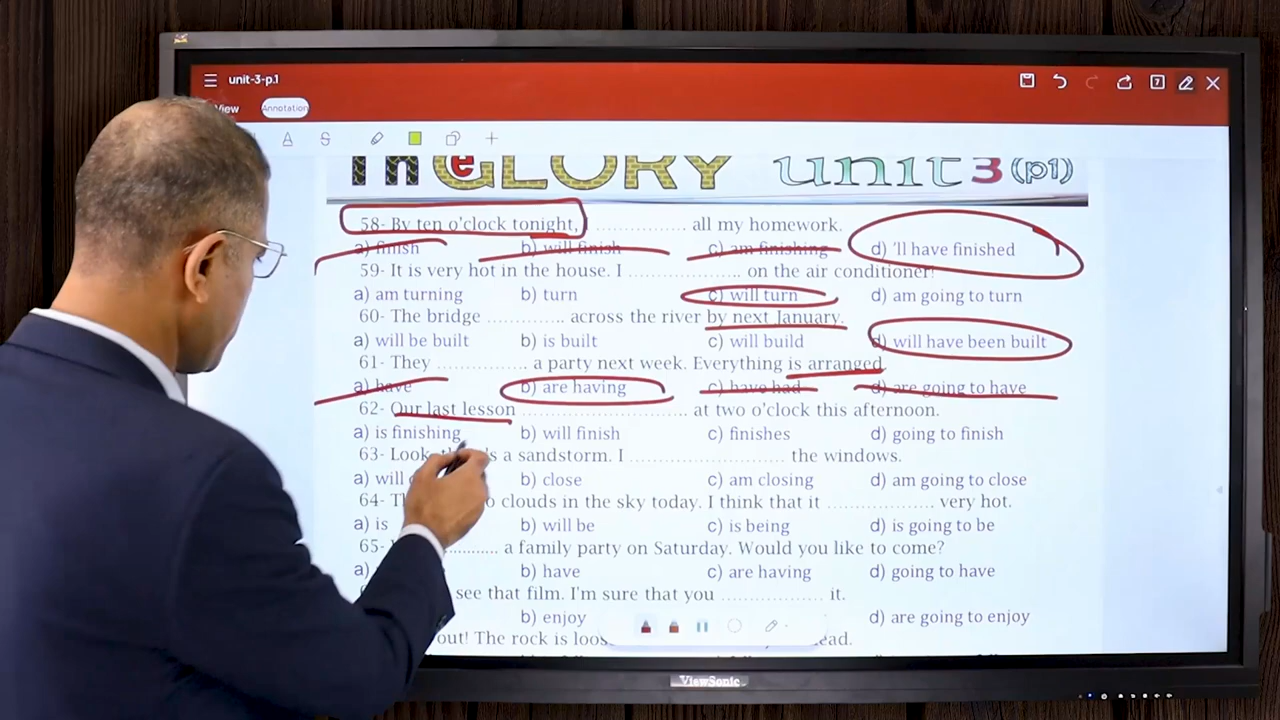 unit-3-p.1
View Annotation
In the GLORY unit 3 (p1)
58- By ten o'clock tonight, ............... all my homework.
a) finish b) will finish c) am finishing d) 'll have finished
59- It is very hot in the house. I ..................... on the air conditioner!
a) am turning b) turn c) will turn d) am going to turn
60- The bridge ............. across the river by next January.
a) will be built b) is built c) will build d) will have been built
61- They ............... a party next week. Everything is arranged
a) have b) are having c) have had d) are going to have
62- Our last lesson ........................... at two o'clock this afternoon.
a) is finishing b) will finish c) finishes d) going to finish
63- Look, s a sandstorm. I ......................... the windows.
a) will b) close c) am closing d) am going to close
64- clouds in the sky today. I think that it ................. very hot.
a) is b) will be c) is being d) is going to be
65- ............ a family party on Saturday. Would you like to come?
a) b) have c) are having d) going to have
see that film. I'm sure that you ................ it.
b) enjoy d) are going to enjoy
out! The rock is
ViewSonic